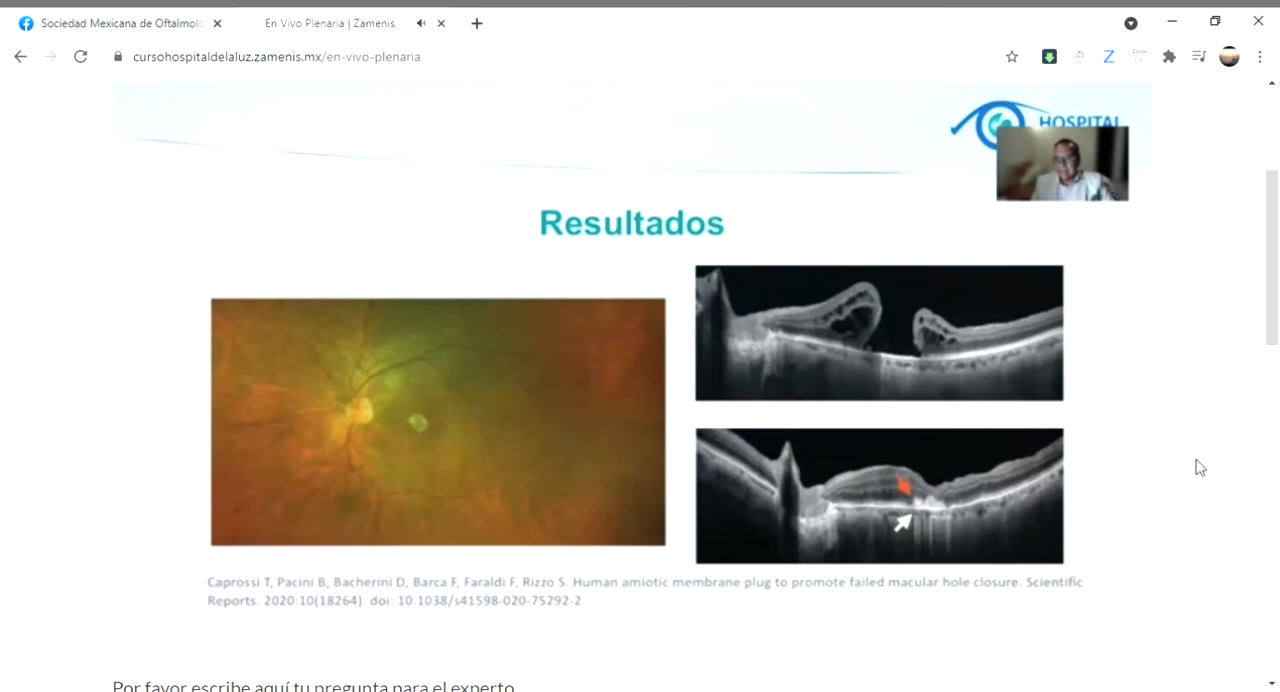 Sociedad Mexicana de Oftalmolo
En Vivo Plenaria | Zamenis
cursohospitaldelaluz.zamenis.mx/en-vivo-plenaria
HOSPITAL
Resultados
Caprossi T, Pacini B, Bacherini D, Barca F, Faraldi F, Rizzo S. Human amiotic membrane plug to promote failed macular hole closure. Scientific
Reports. 2020:10(18264). doi: 10.1038/s41598-020-75292-2
Por favor escribe aquí tu pregunta para el experto